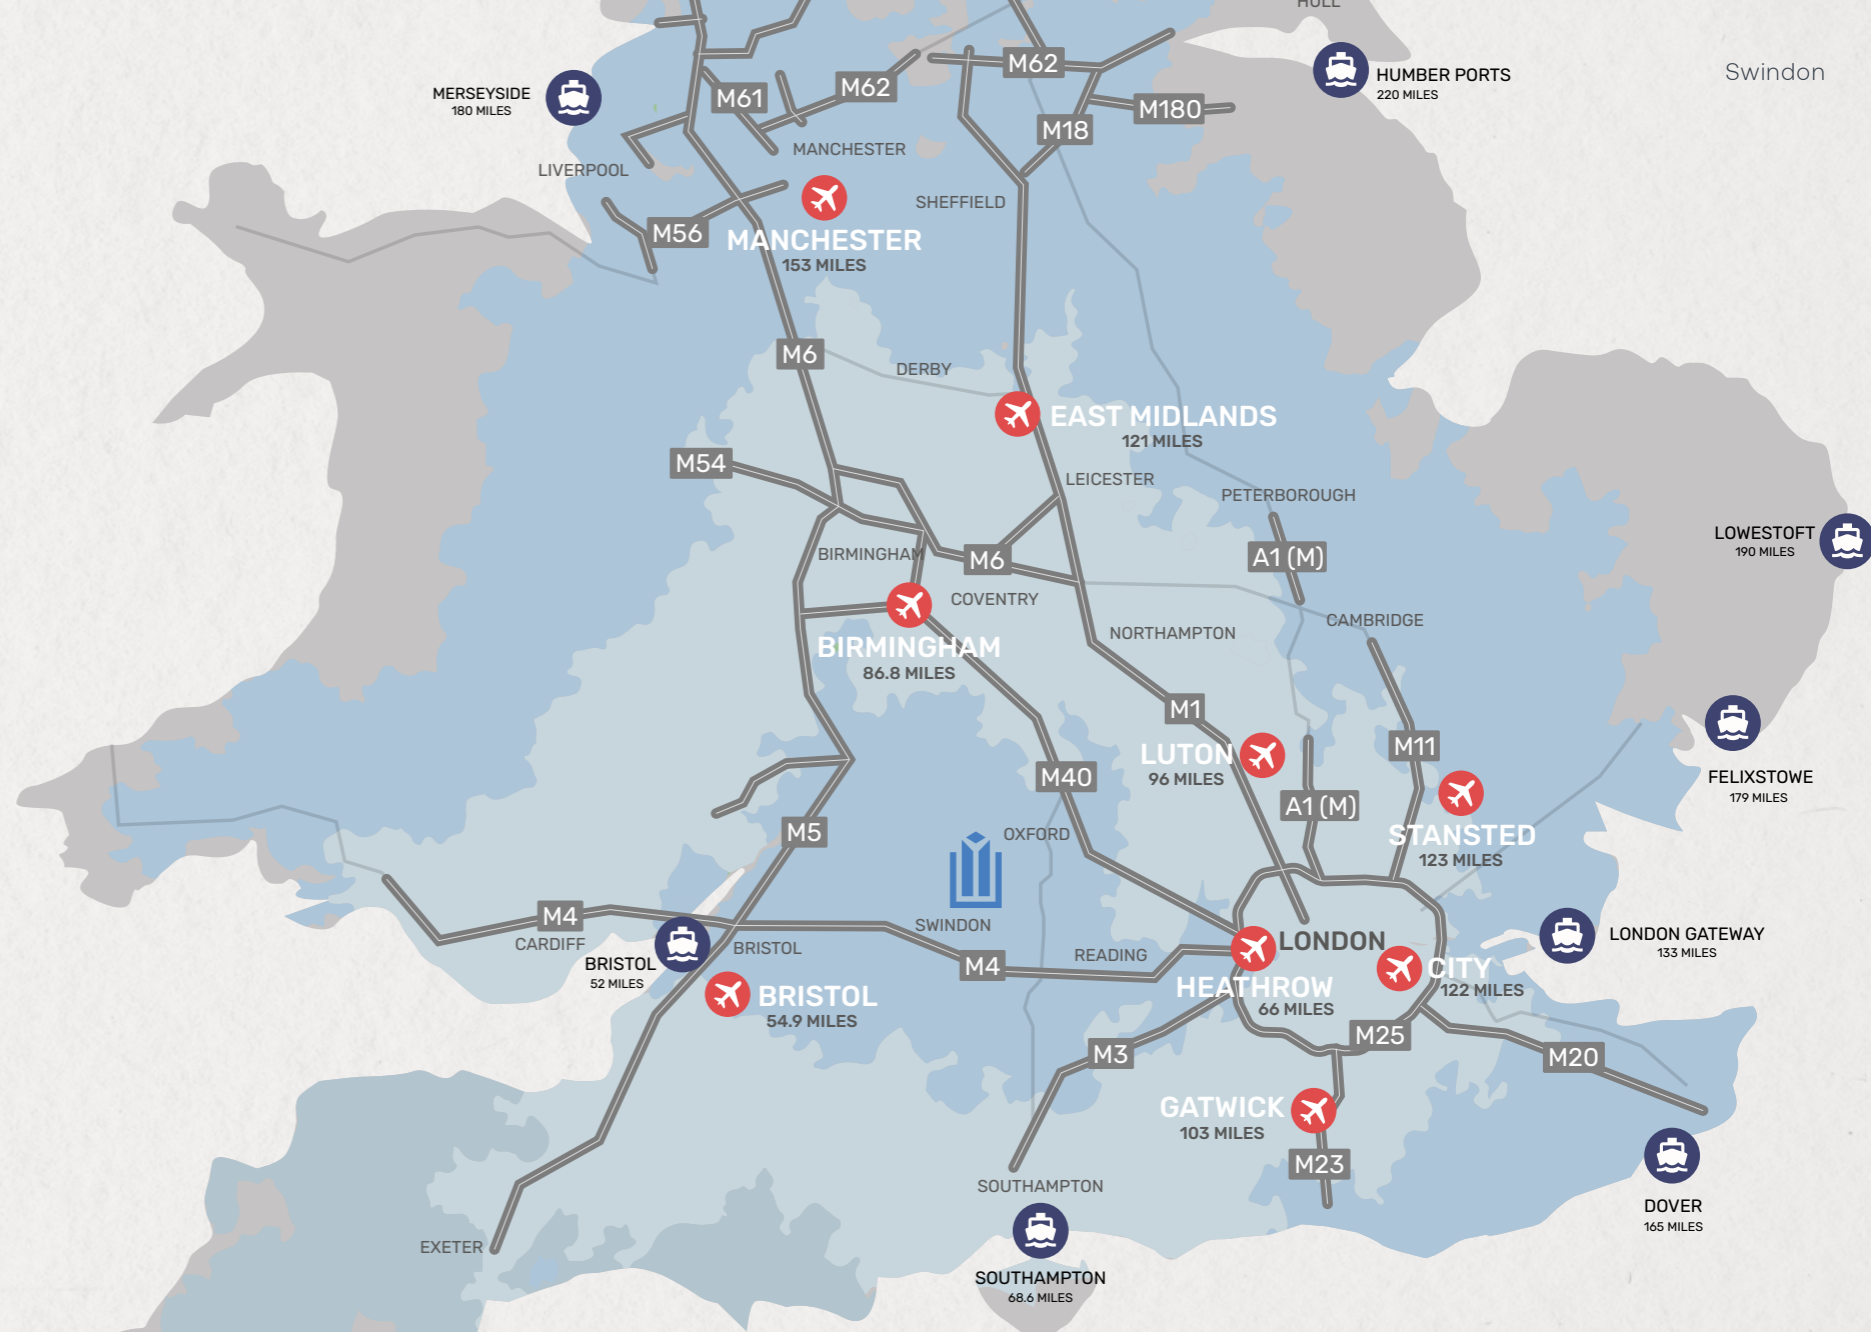 HULL
M62
HUMBER PORTS
220 MILES
Swindon
MERSEYSIDE
180 MILES
M61
M62
M180
M18
MANCHESTER
LIVERPOOL
SHEFFIELD
M56
MANCHESTER
153 MILES
M6
DERBY
EAST MIDLANDS
121 MILES
M54
LEICESTER
PETERBOROUGH
LOWESTOFT
190 MILES
BIRMINGHAM
M6
A1 (M)
COVENTRY
CAMBRIDGE
NORTHAMPTON
BIRMINGHAM
86.8 MILES
M1
LUTON
96 MILES
M11
M40
FELIXSTOWE
179 MILES
A1 (M)
M5
OXFORD
STANSTED
123 MILES
M4
CARDIFF
SWINDON
BRISTOL
LONDON
LONDON GATEWAY
133 MILES
BRISTOL
52 MILES
M4
READING
CITY
122 MILES
HEATHROW
66 MILES
BRISTOL
54.9 MILES
M25
M3
M20
GATWICK
103 MILES
M23
SOUTHAMPTON
DOVER
165 MILES
EXETER
SOUTHAMPTON
68.6 MILES